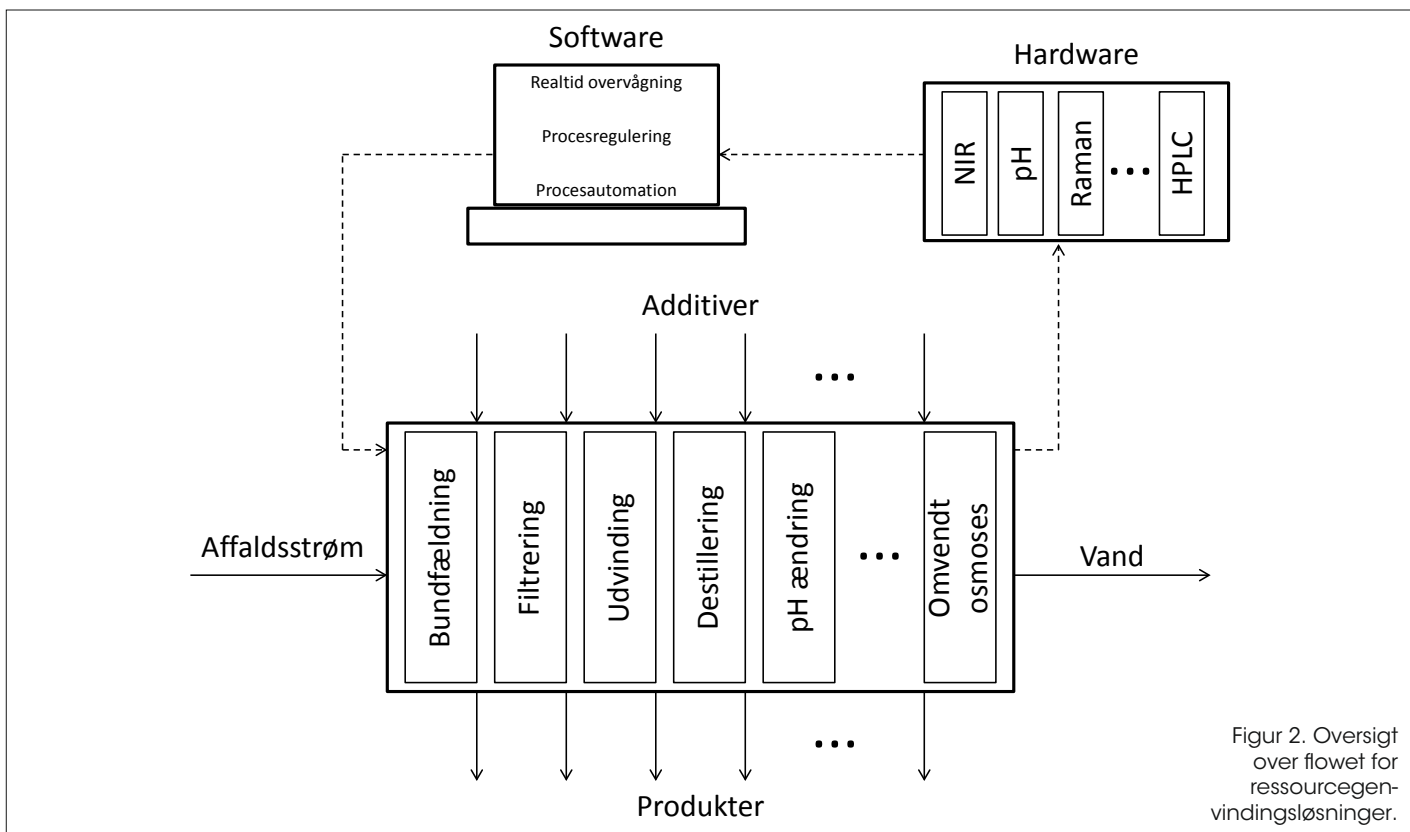 Software
Realtid overvågning
Procesregulering
Procesautomation
Hardware
NIR
pH
Raman
...
HPLC
Additiver
...
Affaldsstrøm
Bundfældning
Filtrering
Udvinding
Destillering
pH ændring
...
Omvendt
osmoses
Vand
...
Produkter
Figur 2. Oversigt
over flowet for
ressourcegen-
vindingsløsninger.